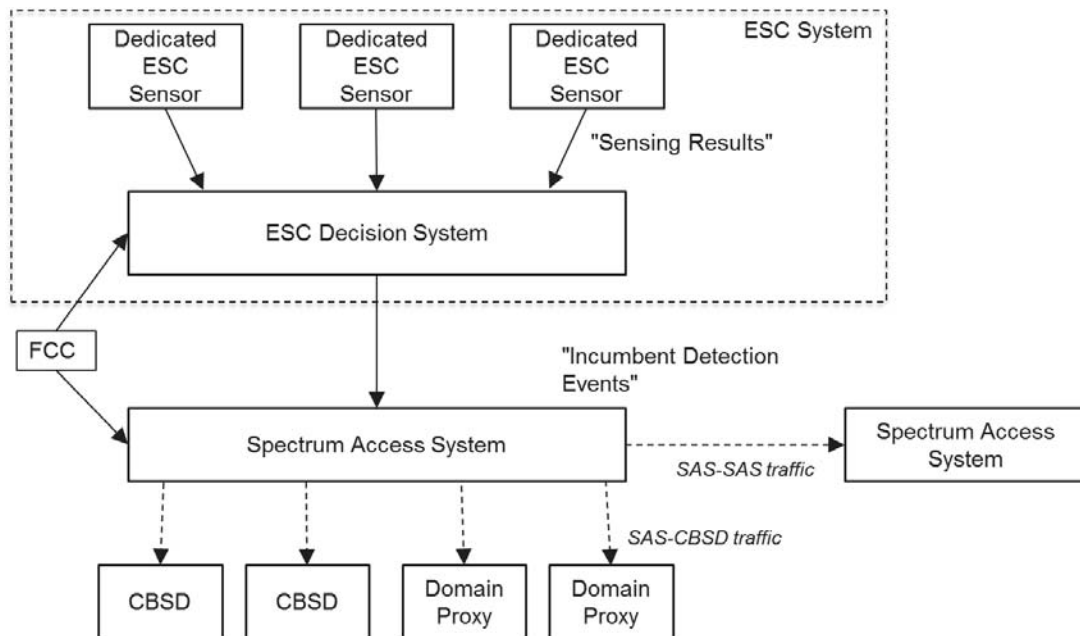 ESC System
Dedicated
ESC
Sensor
Dedicated
ESC
Sensor
Dedicated
ESC
Sensor
"Sensing Results"
ESC Decision System
FCC
"Incumbent Detection
Events"
Spectrum Access System
SAS-SAS traffic
Spectrum Access
System
SAS-CBSD traffic
CBSD
CBSD
Domain
Proxy
Domain
Proxy